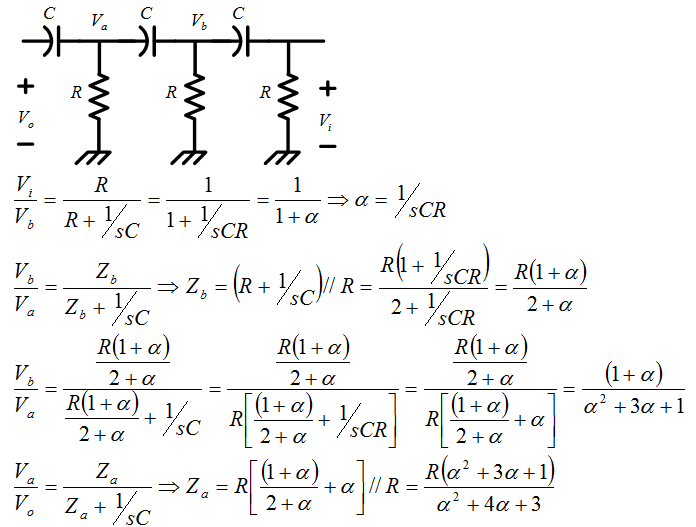 C V_a C V_b C
R R R
+ +
V_o V_i
− −
V_i/V_b = R/(R + 1/sC) = 1/(1 + 1/sCR) = 1/(1 + α) ⇒ α = 1/sCR
V_b/V_a = Z_b/(Z_b + 1/sC) ⇒ Z_b = (R + 1/sC)// R = R(1 + 1/sCR)/(2 + 1/sCR) = R(1 + α)/(2 + α)
V_b/V_a = (R(1 + α)/(2 + α))/(R(1 + α)/(2 + α) + 1/sC) = (R(1 + α)/(2 + α))/(R[(1 + α)/(2 + α) + 1/sCR]) = (R(1 + α)/(2 + α))/(R[(1 + α)/(2 + α) + α]) = (1 + α)/(α² + 3α + 1)
V_a/V_o = Z_a/(Z_a + 1/sC) ⇒ Z_a = R[(1 + α)/(2 + α) + α]// R = R(α² + 3α + 1)/(α² + 4α + 3)